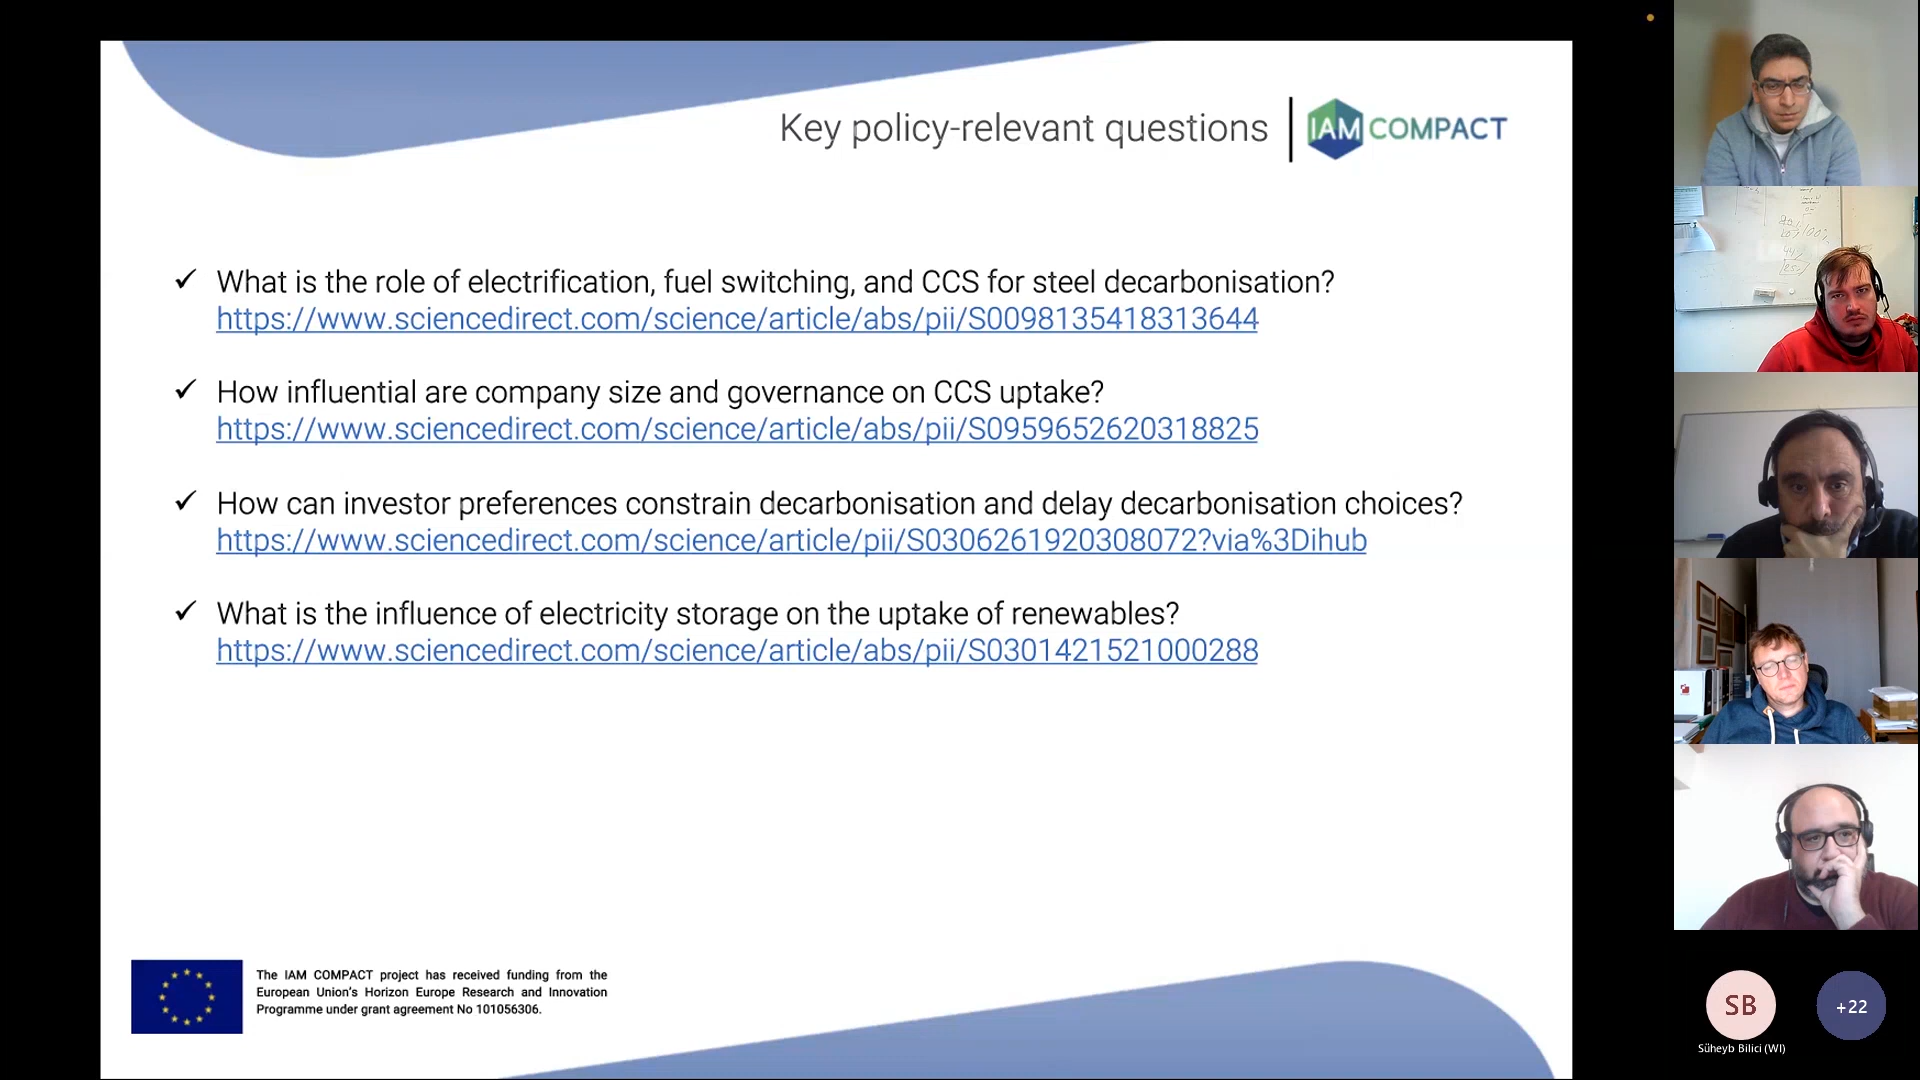 Key policy-relevant questions
IAM COMPACT
✓ What is the role of electrification, fuel switching, and CCS for steel decarbonisation?
https://www.sciencedirect.com/science/article/abs/pii/S0098135418313644
✓ How influential are company size and governance on CCS uptake?
https://www.sciencedirect.com/science/article/abs/pii/S0959652620318825
✓ How can investor preferences constrain decarbonisation and delay decarbonisation choices?
https://www.sciencedirect.com/science/article/pii/S0306261920308072?via%3Dihub
✓ What is the influence of electricity storage on the uptake of renewables?
https://www.sciencedirect.com/science/article/abs/pii/S0301421521000288
The IAM COMPACT project has received funding from the
European Union's Horizon Europe Research and Innovation
Programme under grant agreement No 101056306.
SB
+22
Süheyb Bilici (WI)